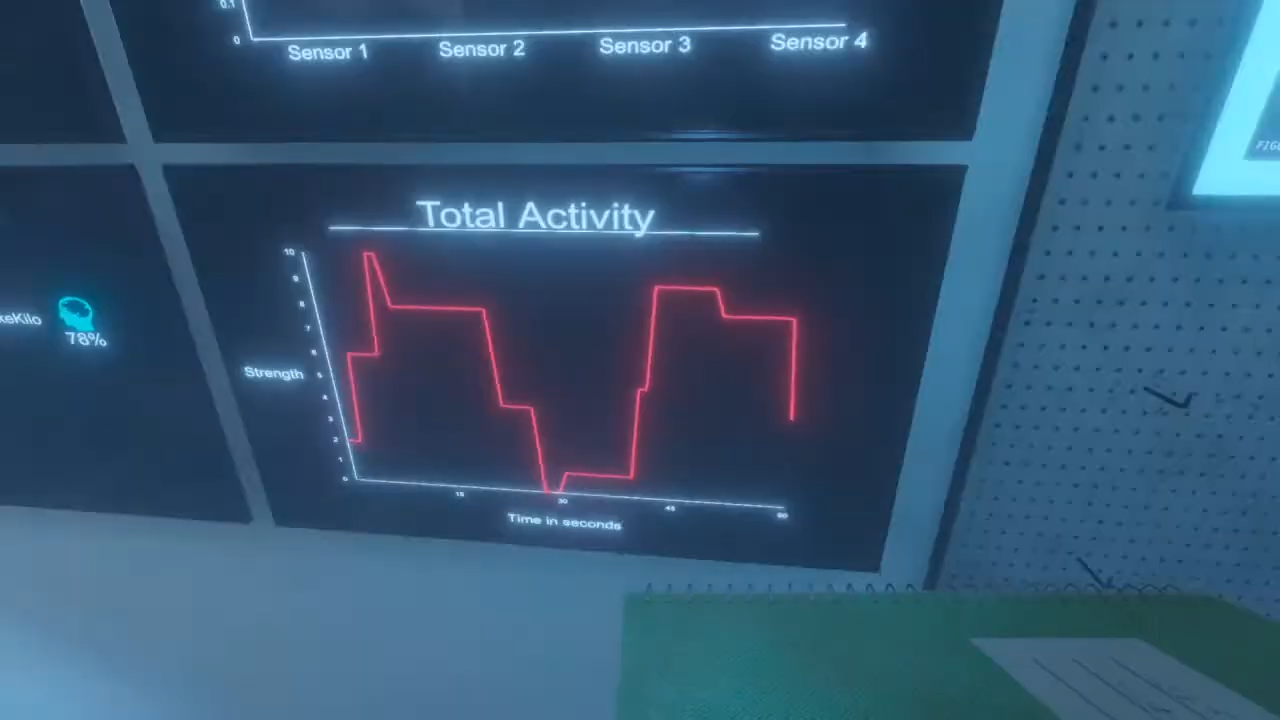 0.1
0
Sensor 1
Sensor 2
Sensor 3
Sensor 4
Total Activity
10
9
8
7
6
5
4
3
2
1
0
Strength
15
30
45
60
Time in seconds
78%